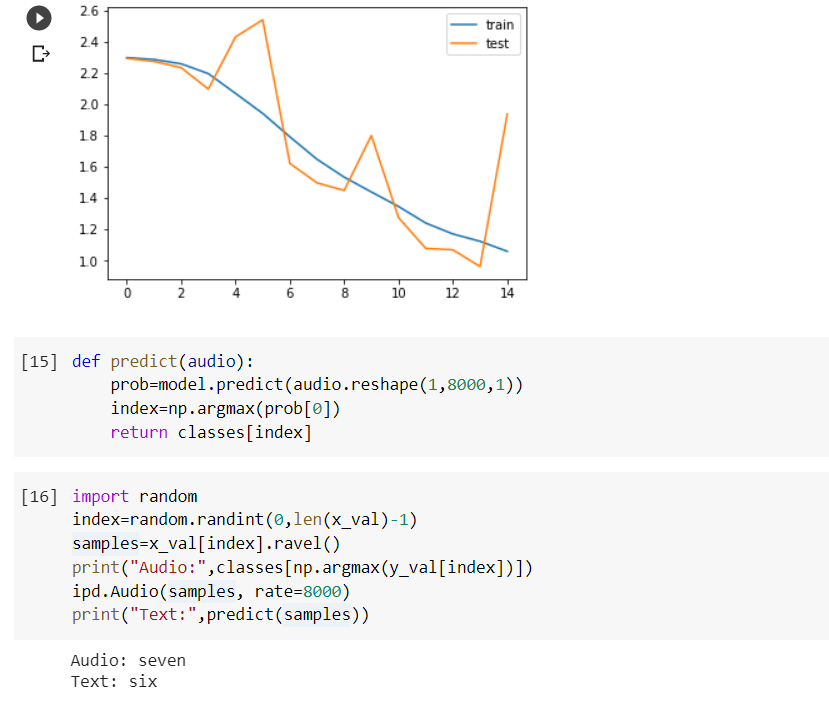 2.6
train
test
2.4
2.2
2.0
1.8
1.6
1.4
1.2
1.0
0 2 4 6 8 10 12 14
[15] def predict(audio):
prob=model.predict(audio.reshape(1,8000,1))
index=np.argmax(prob[0])
return classes[index]
[16] import random
index=random.randint(0,len(x_val)-1)
samples=x_val[index].ravel()
print("Audio:",classes[np.argmax(y_val[index])])
ipd.Audio(samples, rate=8000)
print("Text:",predict(samples))
Audio: seven
Text: six